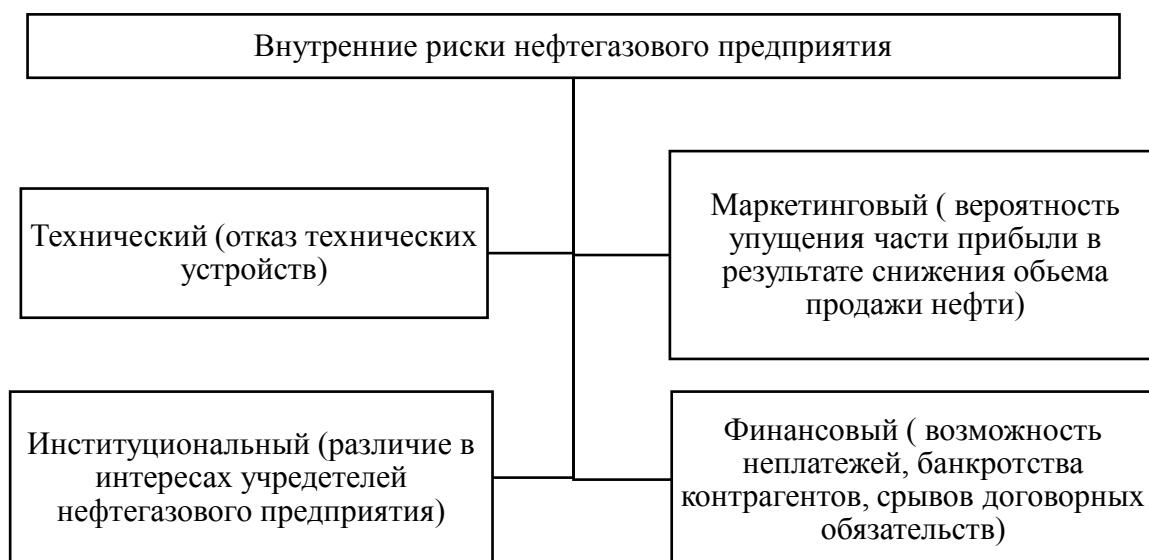 Внутренние риски нефтегазового предприятия
Технический (отказ технических
устройств)
Маркетинговый ( вероятность
упущения части прибыли в
результате снижения обьема
продажи нефти)
Институциональный (различие в
интересах учредетелей
нефтегазового предприятия)
Финансовый ( возможность
неплатежей, банкротства
контрагентов, срывов договорных
обязательств)